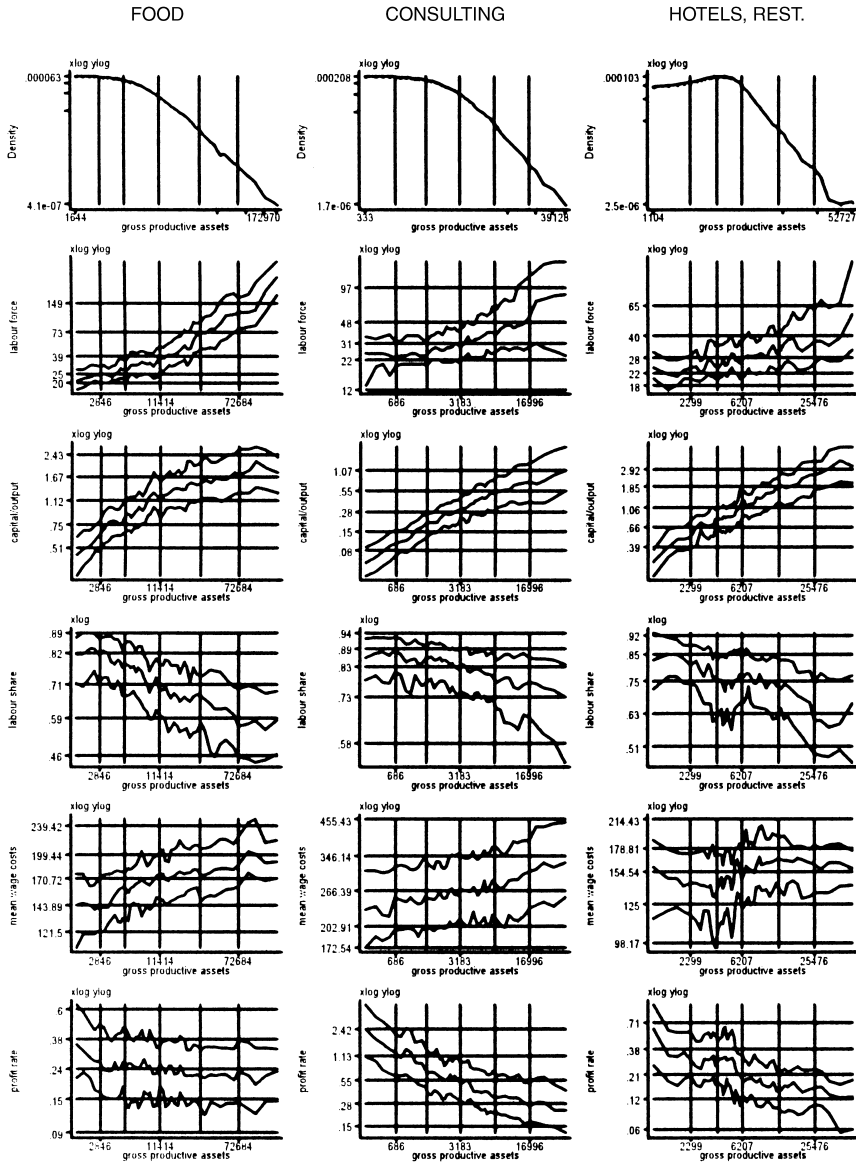 FOOD CONSULTING HOTELS, REST.
xlog ylog xlog ylog xlog ylog
.000063 .000208 .000103
Density Density Density
4.1e-07 1.7e-06 2.5e-06
1644 172970 333 39128 1104 52727
gross productive assets gross productive assets gross productive assets
xlog ylog xlog ylog xlog ylog
labour force labour force labour force
149 97 65
73 48 40
39 31 28
25 22 22
20 12 18
2846 11414 72684 686 3183 16996 2299 6207 25476
gross productive assets gross productive assets gross productive assets
xlog ylog xlog ylog xlog ylog
capital/output capital/output capital/output
2.43 1.07 2.92
1.67 .55 1.85
1.12 .28 1.06
.75 .15 .66
.51 .08 .39
2846 11414 72684 686 3183 16996 2299 6207 25476
gross productive assets gross productive assets gross productive assets
xlog xlog xlog
labour share labour share labour share
.89 .94 .92
.82 .89 .85
.71 .83 .75
.59 .73 .63
.46 .58 .51
2846 11414 72684 686 3183 16996 2299 6207 25476
gross productive assets gross productive assets gross productive assets
xlog ylog xlog ylog xlog ylog
mean wage costs mean wage costs mean wage costs
239.42 455.43 214.43
199.44 346.14 178.81
170.72 266.39 154.54
143.89 202.91 125
121.5 172.54 98.17
2846 11414 72684 686 3183 16996 2299 6207 25476
gross productive assets gross productive assets gross productive assets
xlog ylog xlog ylog xlog ylog
profit rate profit rate profit rate
.6 2.42 .71
.38 1.13 .38
.24 .55 .21
.15 .28 .12
.09 .15 .06
2846 11414 72684 686 3183 16996 2299 6207 25476
gross productive assets gross productive assets gross productive assets